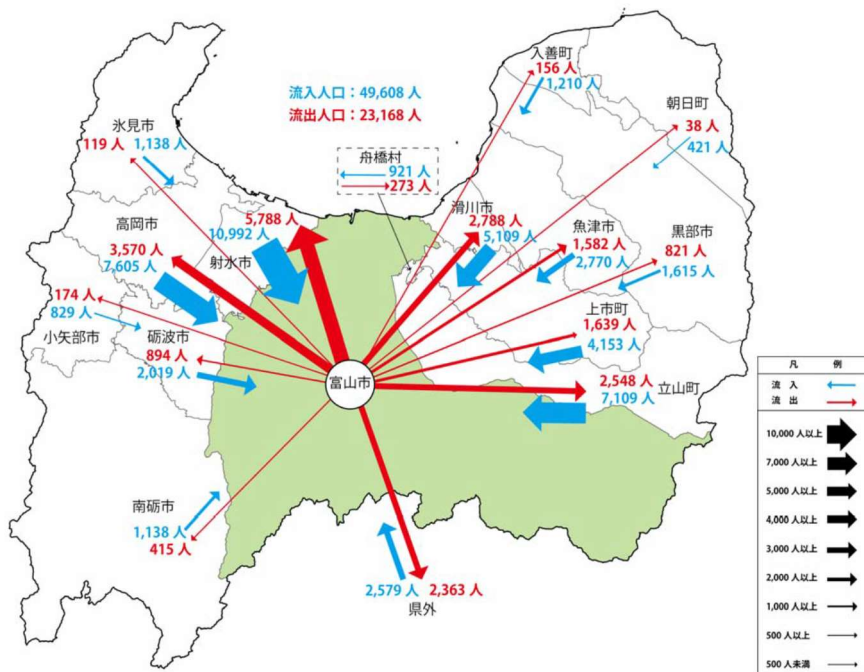 流入人口：49,608 人
流出人口：23,168 人
入善町
156 人
1,210 人
朝日町
38 人
421 人
氷見市
119 人 1,138 人
舟橋村
921 人
273 人
高岡市
3,570 人
7,605 人
射水市
5,788 人
10,992 人
滑川市
2,788 人
5,109 人
魚津市
1,582 人
2,770 人
黒部市
821 人
1,615 人
174 人
829 人
小矢部市
砺波市
894 人
2,019 人
上市町
1,639 人
4,153 人
富山市
2,548 人
7,109 人
立山町
南砺市
1,138 人
415 人
2,579 人 2,363 人
県外
凡 例
流 入
流 出
10,000 人以上
7,000 人以上
5,000 人以上
4,000 人以上
3,000 人以上
2,000 人以上
1,000 人以上
500 人以上
500 人未満